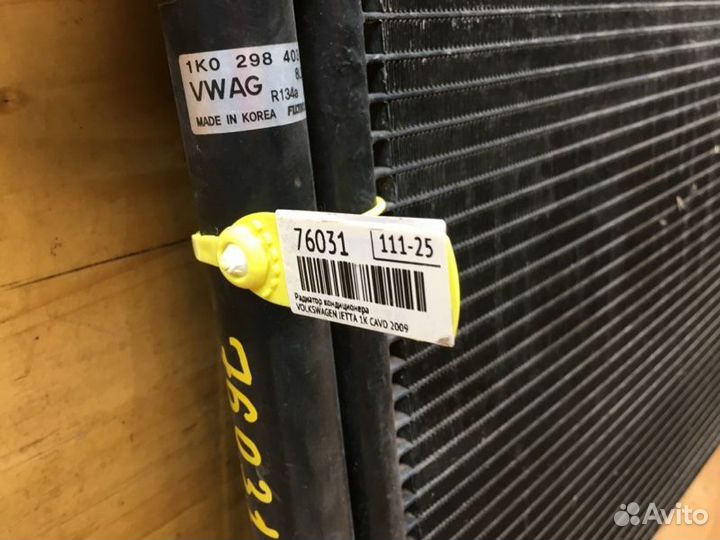 1K0 298 403
VWAG R134a
MADE IN KOREA
76031 111-25
Радиатор кондиционера
VOLKSWAGEN JETTA 1K CAVD 2009
76031
Avito